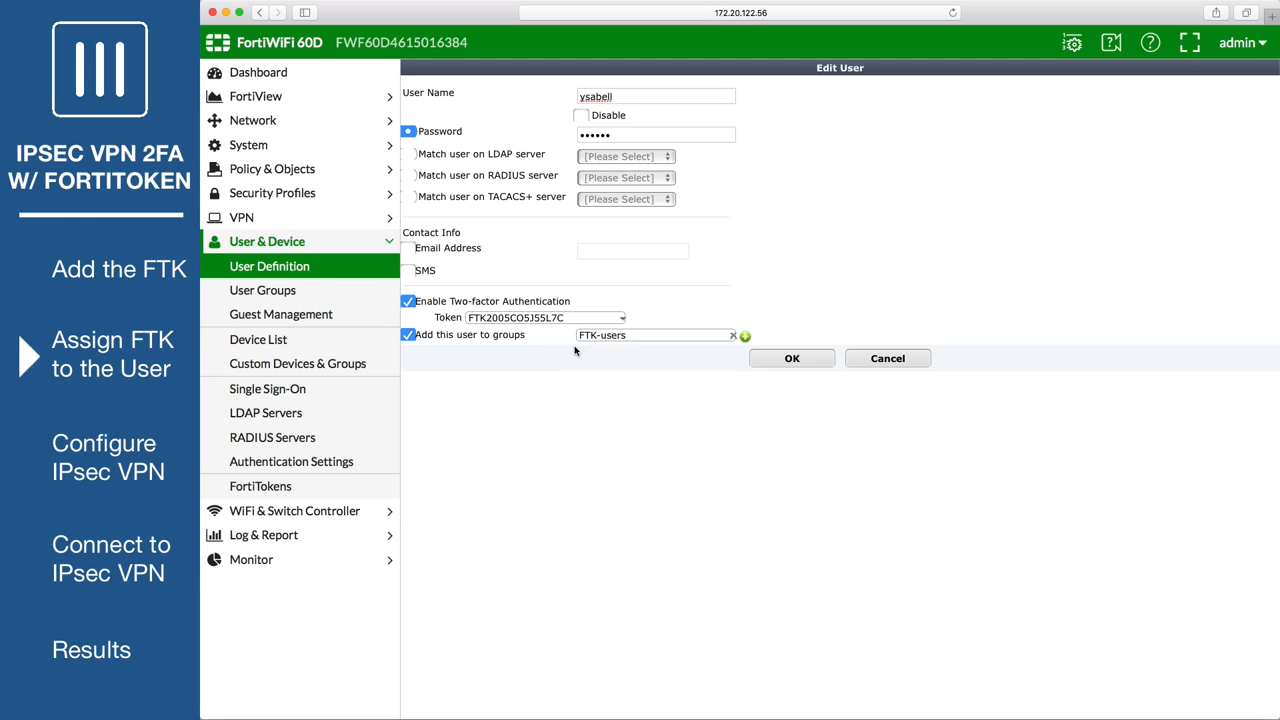 IPSEC VPN 2FA
W/ FORTITOKEN
Add the FTK
Assign FTK
to the User
Configure
IPsec VPN
Connect to
IPsec VPN
Results
172.20.122.56
FortiWiFi 60D FWF60D4615016384
admin
Dashboard
FortiView
Network
System
Policy & Objects
Security Profiles
VPN
User & Device
User Definition
User Groups
Guest Management
Device List
Custom Devices & Groups
Single Sign-On
LDAP Servers
RADIUS Servers
Authentication Settings
FortiTokens
WiFi & Switch Controller
Log & Report
Monitor
Edit User
User Name ysabell
Disable
Password ••••••
Match user on LDAP server [Please Select]
Match user on RADIUS server [Please Select]
Match user on TACACS+ server [Please Select]
Contact Info
Email Address
SMS
Enable Two-factor Authentication
Token FTK2005CO5J55L7C
Add this user to groups FTK-users
OK Cancel